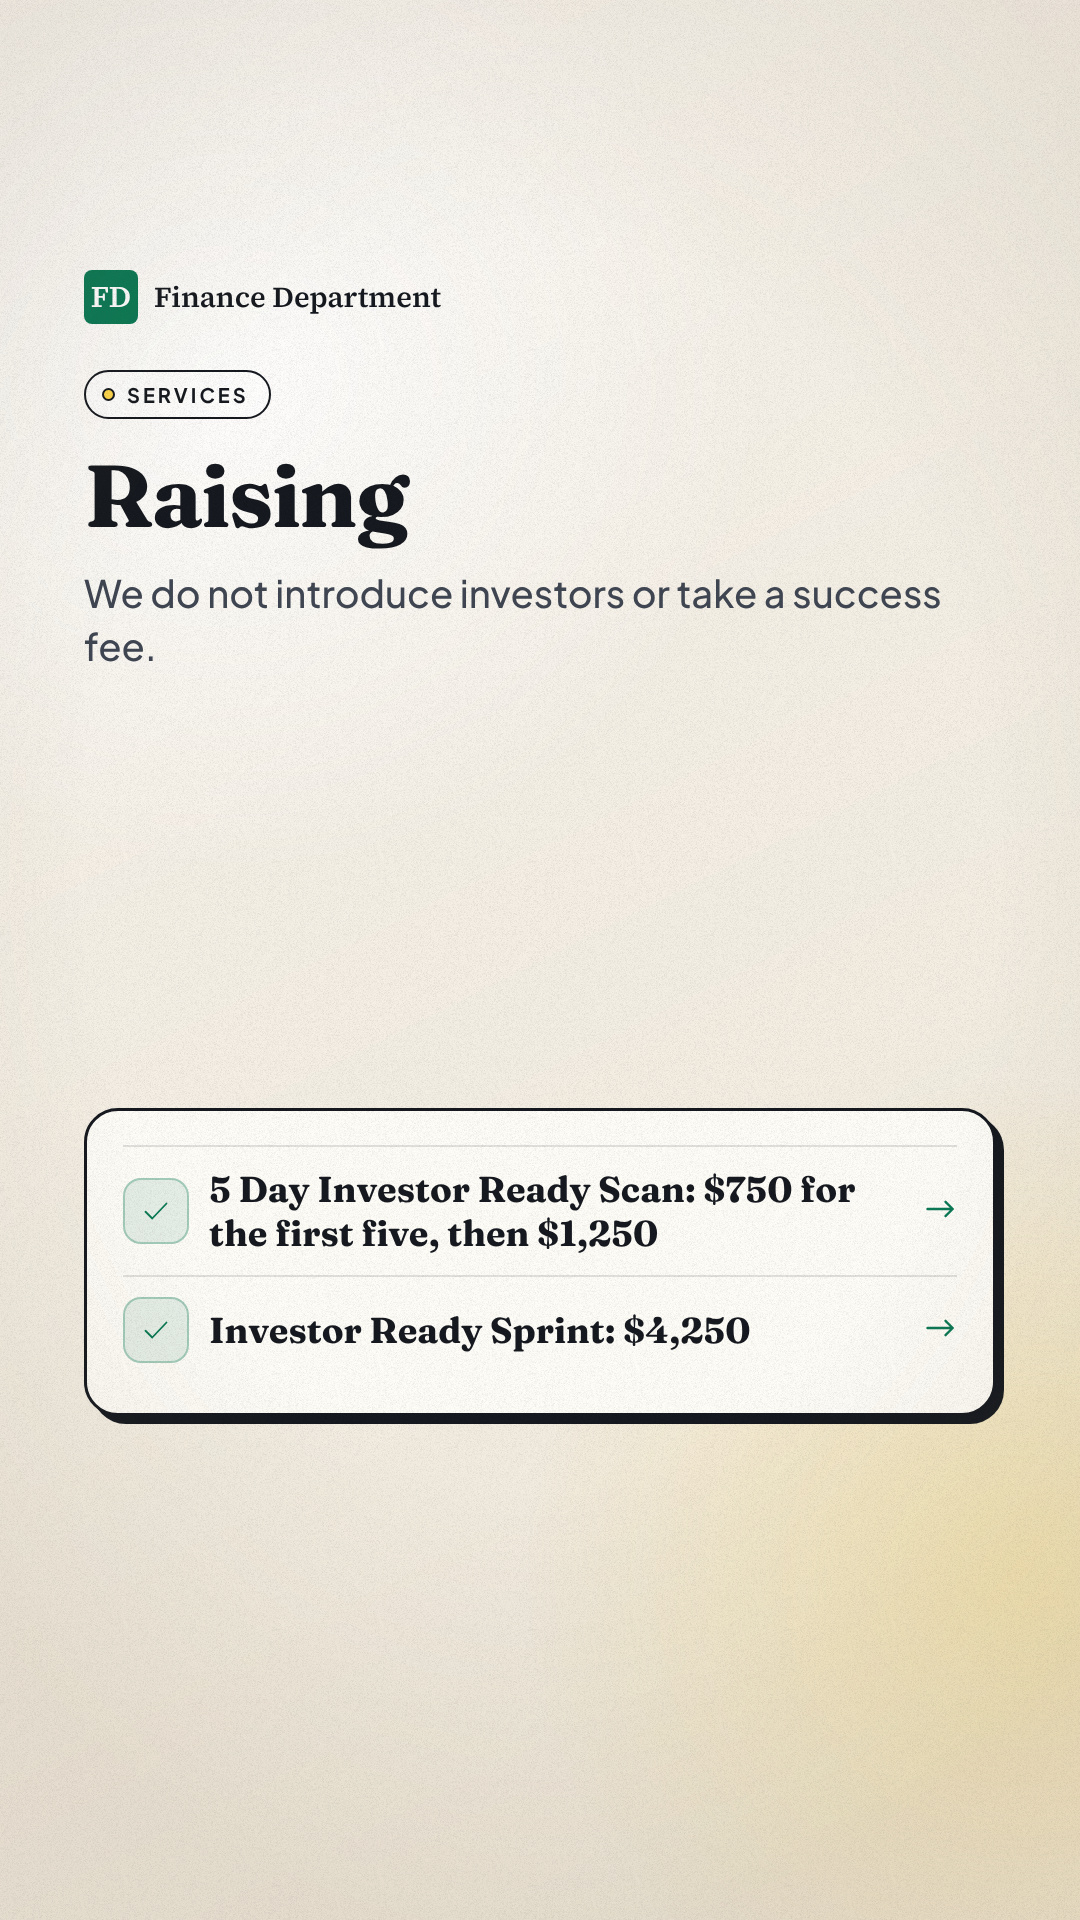 FD Finance Department
SERVICES
Raising
We do not introduce investors or take a success
fee.
5 Day Investor Ready Scan: $750 for
the first five, then $1,250
Investor Ready Sprint: $4,250